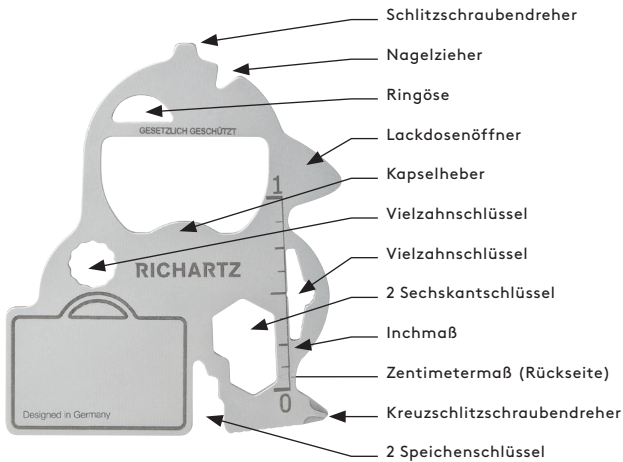 Schlitzschraubendreher
Nagelzieher
Ringöse
GESETZLICH GESCHÜTZT
Lackdosenöffner
Kapselheber
1
Vielzahnschlüssel
RICHARTZ
Vielzahnschlüssel
2 Sechskantschlüssel
Inchmaß
Zentimetermaß (Rückseite)
0
Kreuzschlitzschraubendreher
Designed in Germany
2 Speichenschlüssel